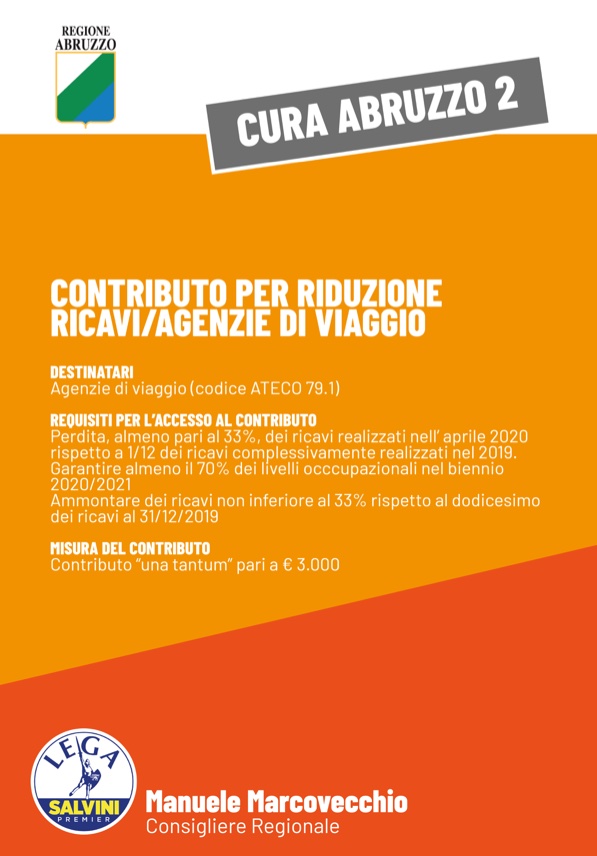 REGIONE
ABRUZZO
CURA ABRUZZO 2
CONTRIBUTO PER RIDUZIONE
RICAVI/AGENZIE DI VIAGGIO
DESTINATARI
Agenzie di viaggio (codice ATECO 79.1)
REQUISITI PER L'ACCESSO AL CONTRIBUTO
Perdita, almeno pari al 33%, dei ricavi realizzati nell' aprile 2020
rispetto a 1/12 dei ricavi complessivamente realizzati nel 2019.
Garantire almeno il 70% dei livelli occcupazionali nel biennio
2020/2021
Ammontare dei ricavi non inferiore al 33% rispetto al dodicesimo
dei ricavi al 31/12/2019
MISURA DEL CONTRIBUTO
Contributo "una tantum" pari a € 3.000
LEGA
SALVINI
PREMIER
Manuele Marcovecchio
Consigliere Regionale